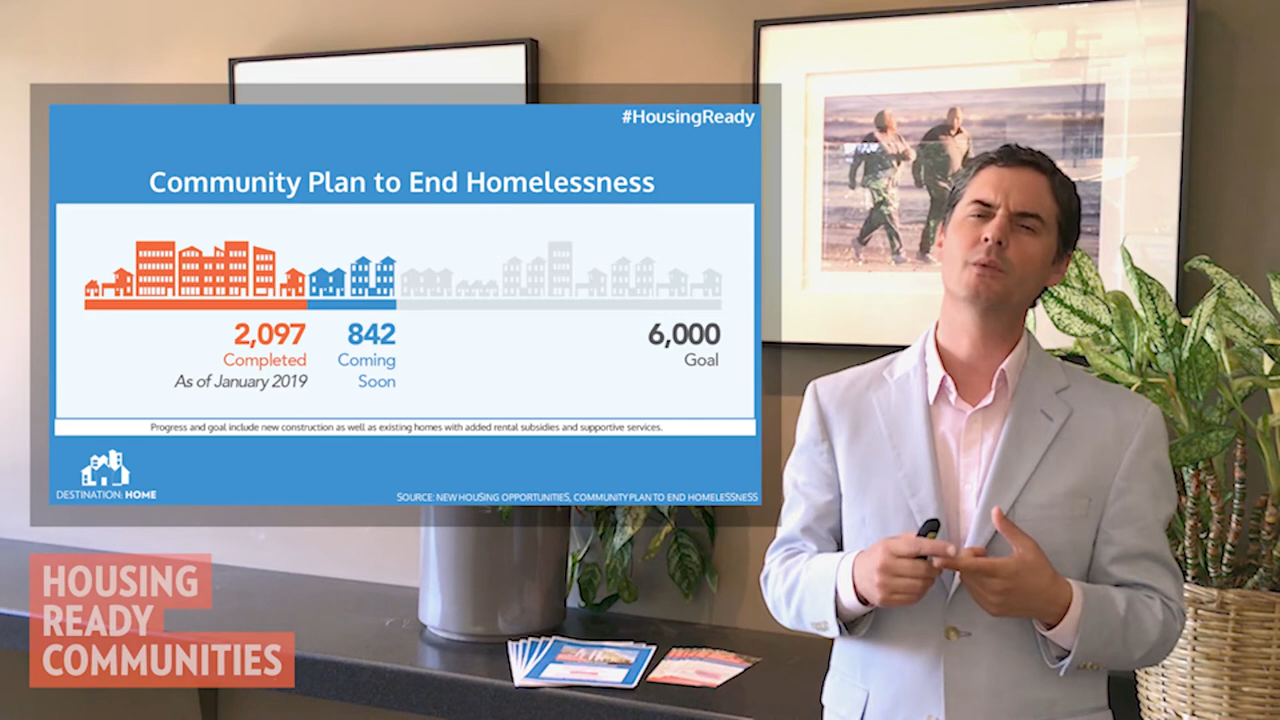 #HousingReady
Community Plan to End Homelessness
2,097
Completed
As of January 2019
842
Coming
Soon
6,000
Goal
Progress and goal include new construction as well as existing homes with added rental subsidies and supportive services.
DESTINATION: HOME
SOURCE: NEW HOUSING OPPORTUNITIES, COMMUNITY PLAN TO END HOMELESSNESS
HOUSING
READY
COMMUNITIES